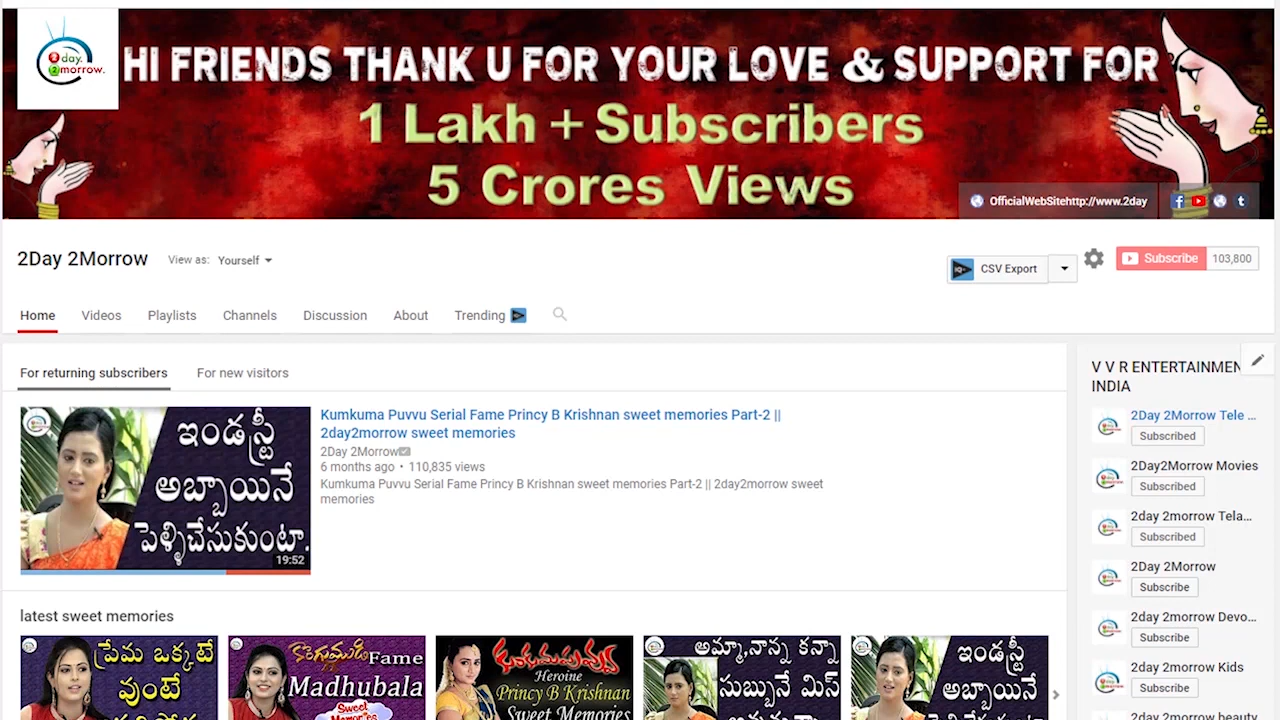 2day.
2morrow.
HI FRIENDS THANK U FOR YOUR LOVE & SUPPORT FOR
1 Lakh + Subscribers
5 Crores Views
OfficialWebSitehttp://www.2day
2Day 2Morrow
View as: Yourself
CSV Export
Subscribe 103,800
Home Videos Playlists Channels Discussion About Trending
For returning subscribers For new visitors
ఇండస్ట్రీ
అబ్బాయినే
పెళ్ళిచేసుకుంటా.
19:52
Kumkuma Puvvu Serial Fame Princy B Krishnan sweet memories Part-2 ||
2day2morrow sweet memories
2Day 2Morrow
6 months ago • 110,835 views
Kumkuma Puvvu Serial Fame Princy B Krishnan sweet memories Part-2 || 2day2morrow sweet
memories
latest sweet memories
ప్రేమ ఒక్కటే
వుంటే
కొగిలిముడి Fame
Madhubala
Sweet
Memories
కుంకుమపువ్వు
Heroine
Princy B Krishnan
Sweet Memories
అమ్మా,నాన్న కన్నా
సుబ్బునే మిస్
ఇండస్ట్రీ
అబ్బాయినే
V V R ENTERTAINMEN
INDIA
2Day 2Morrow Tele ...
Subscribed
2Day2Morrow Movies
Subscribed
2day 2morrow Tela...
Subscribed
2Day 2Morrow
Subscribe
2day 2morrow Devo...
Subscribe
2day 2morrow Kids
Subscribe
2day 2morrow beauty